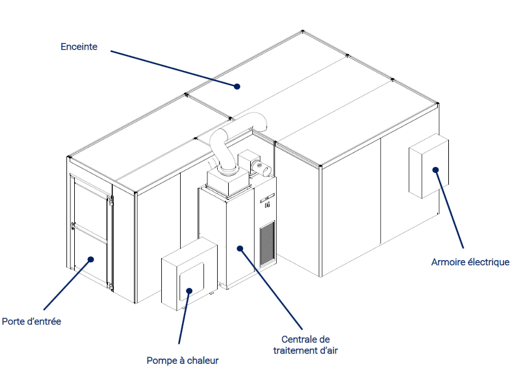 Enceinte
Armoire électrique
Porte d'entrée
Centrale de
traitement d'air
Pompe à chaleur